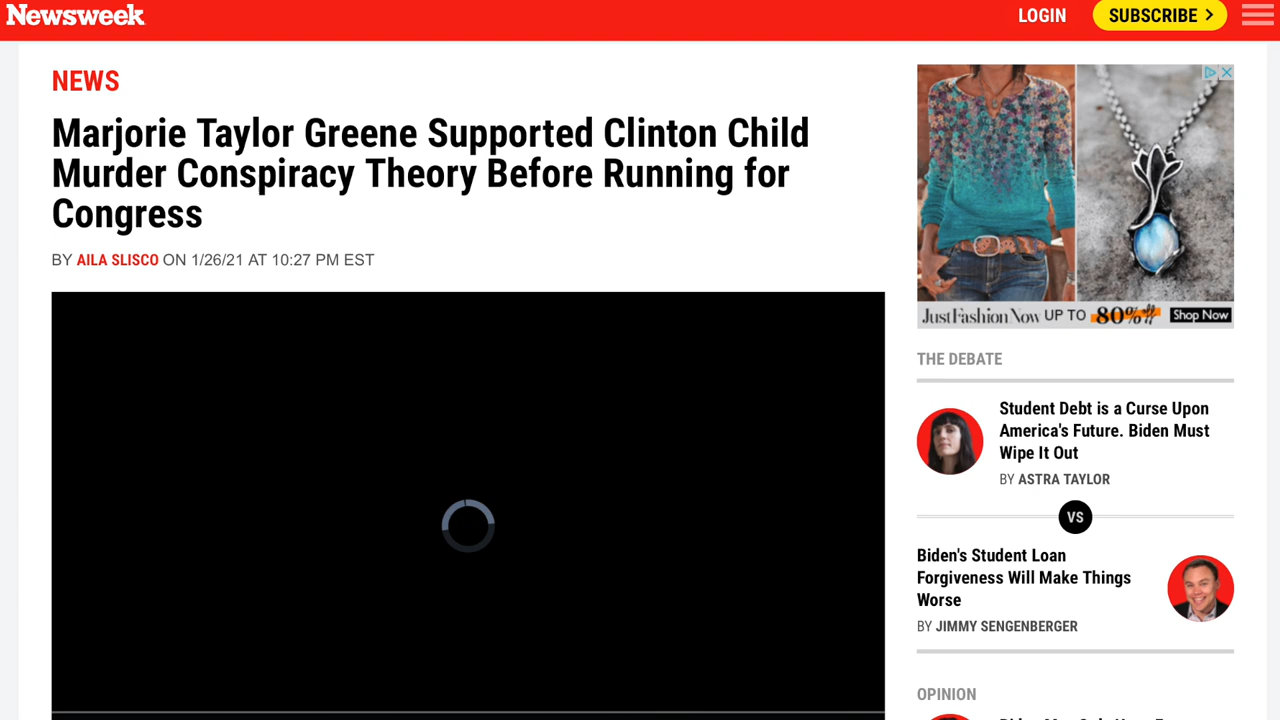 Newsweek
LOGIN
SUBSCRIBE
NEWS
Marjorie Taylor Greene Supported Clinton Child
Murder Conspiracy Theory Before Running for
Congress
BY AILA SLISCO ON 1/26/21 AT 10:27 PM EST
JustFashionNow UP TO 80% off Shop Now
THE DEBATE
Student Debt is a Curse Upon
America's Future. Biden Must
Wipe It Out
BY ASTRA TAYLOR
VS
Biden's Student Loan
Forgiveness Will Make Things
Worse
BY JIMMY SENGENBERGER
OPINION